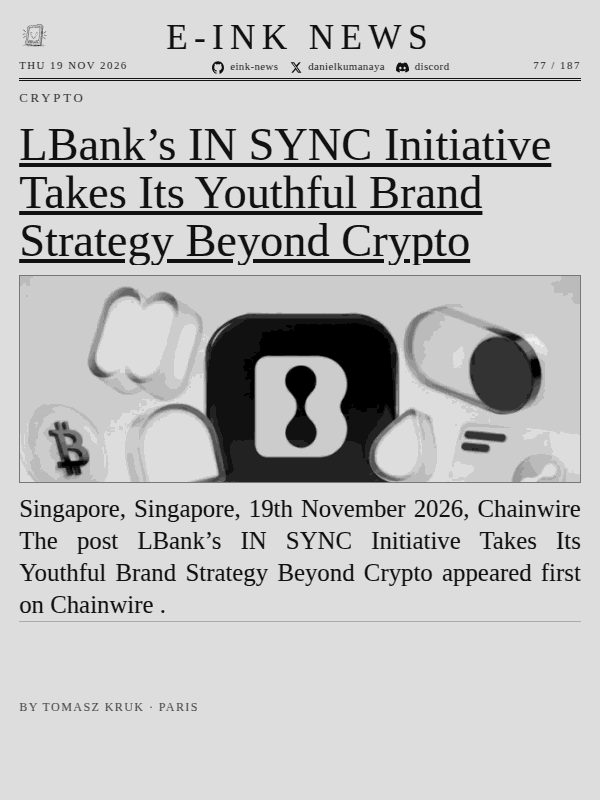 E-INK NEWS
THU 19 NOV 2026
eink-news
danielkumanaya
discord
77 / 187
CRYPTO
LBank’s IN SYNC Initiative
Takes Its Youthful Brand
Strategy Beyond Crypto
Singapore, Singapore, 19th November 2026, Chainwire
The post LBank’s IN SYNC Initiative Takes Its
Youthful Brand Strategy Beyond Crypto appeared first
on Chainwire .
BY TOMASZ KRUK · PARIS